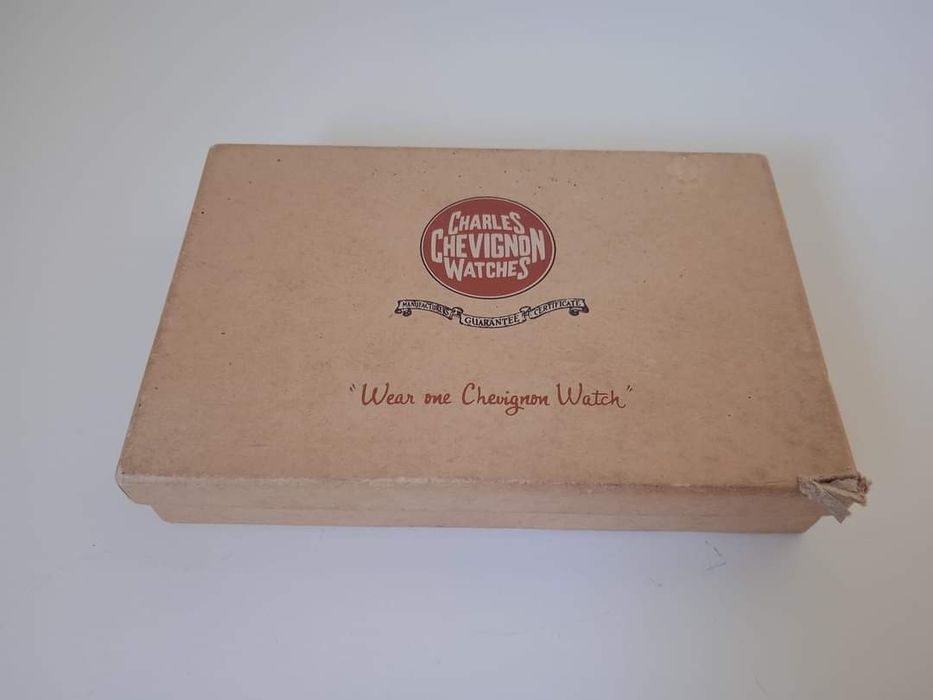 CHARLES
CHEVIGNON
WATCHES
MANUFACTURERS GUARANTEE CERTIFICATE
"Wear one Chevignon Watch"